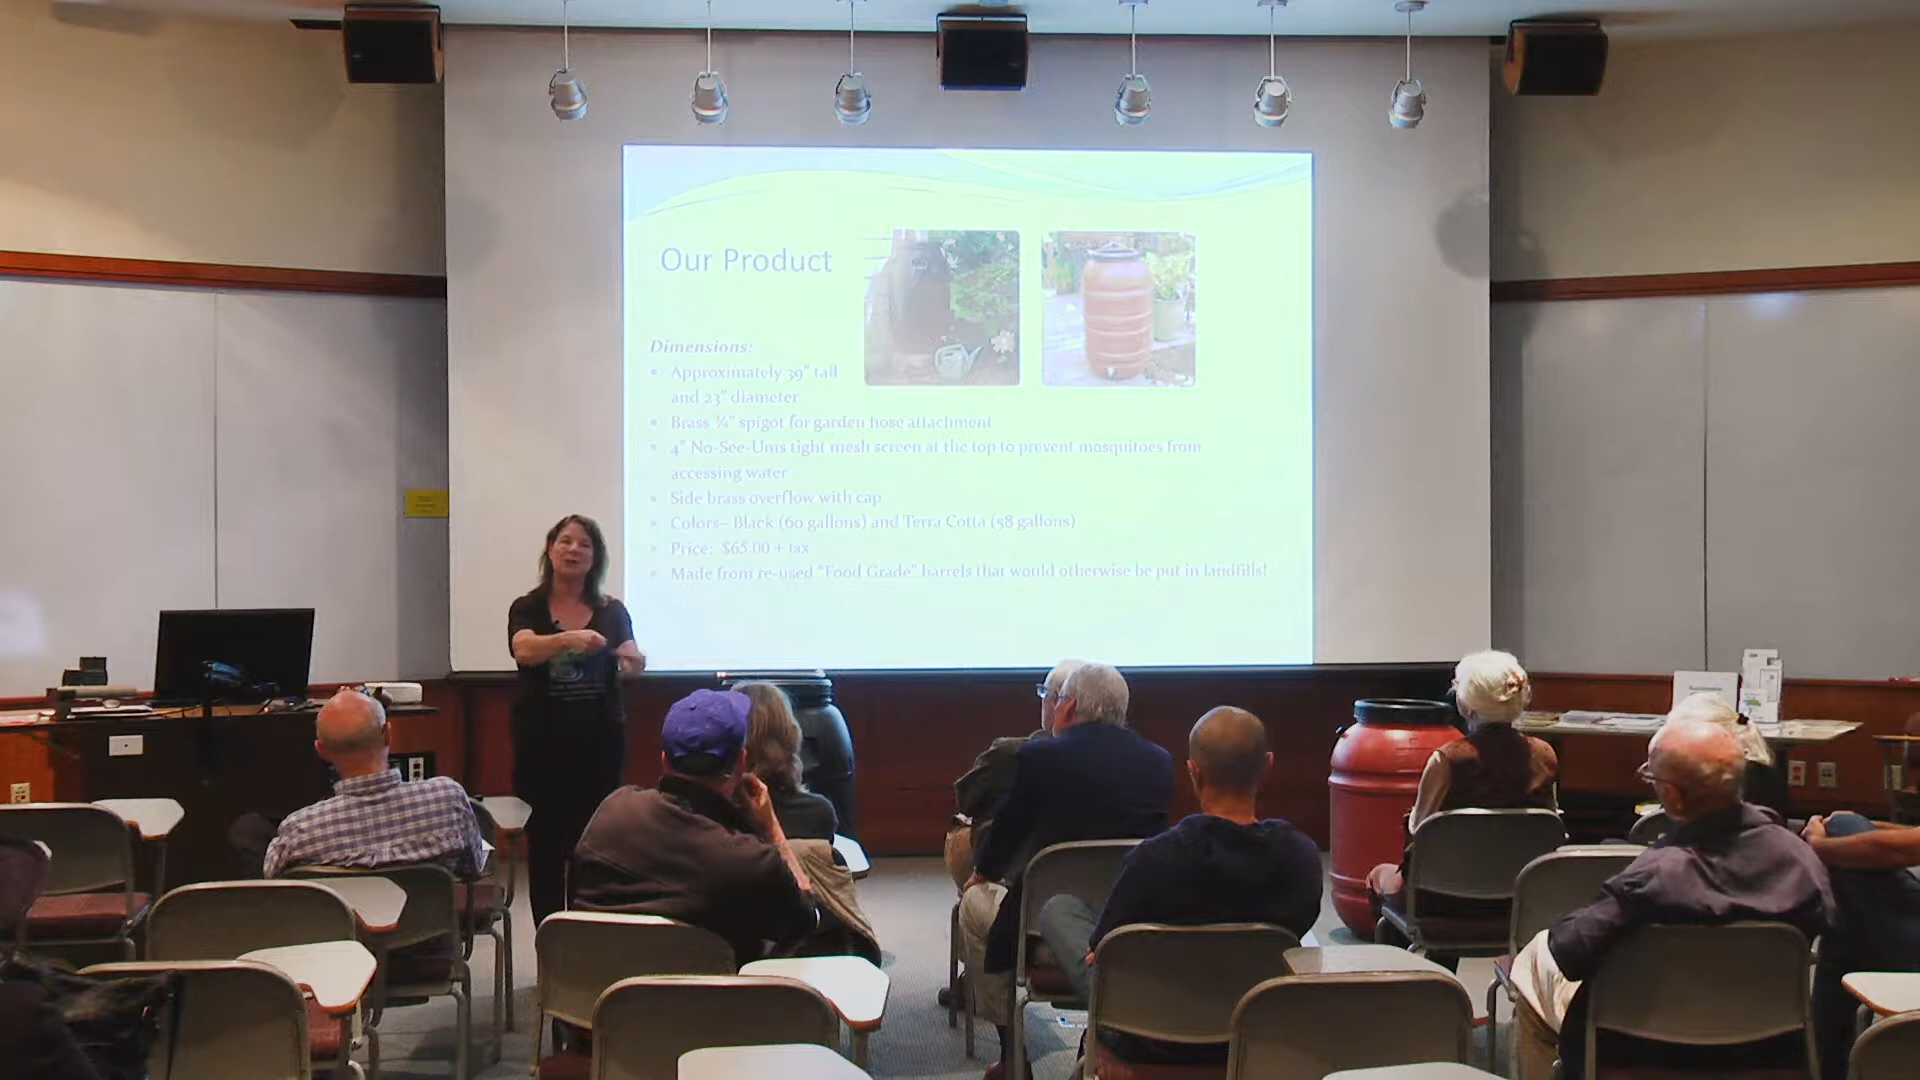 Our Product
Dimensions:
Approximately 39" tall
and 23" diameter
Brass ¾" spigot for garden hose attachment
4" No-See-Ums tight mesh screen at the top to prevent mosquitoes from
accessing water
Side brass overflow with cap
Colors– Black (60 gallons) and Terra Cotta (58 gallons)
Price: $65.00 + tax
Made from re-used "Food Grade" barrels that would otherwise be put in landfills!